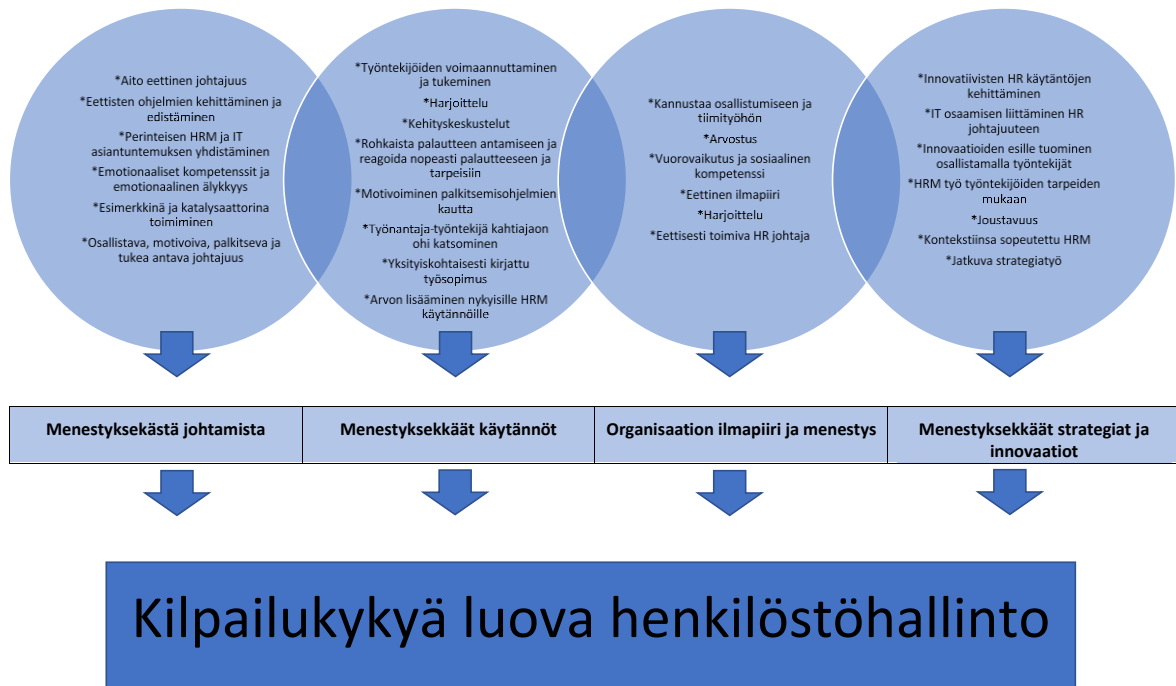 *Aito eettinen johtajuus
*Eettisten ohjelmien kehittäminen ja
edistäminen
*Perinteisen HRM ja IT
asiantuntemuksen yhdistäminen
*Emotionaaliset kompetenssit ja
emotionaalinen älykkyys
*Esimerkkinä ja katalysaattorina
toimiminen
*Osallistava, motivoiva, palkitseva ja
tukea antava johtajuus
*Työntekijöiden voimaannuttaminen
ja tukeminen
*Harjoittelu
*Kehityskeskustelut
*Rohkaista palautteen antamiseen ja
reagoida nopeasti palautteeseen ja
tarpeisiin
*Motivoiminen palkitsemisohjelmien
kautta
*Työnantaja-työntekijä kahtiajaon
ohi katsominen
*Yksityiskohtaisesti kirjattu
työsopimus
*Arvon lisääminen nykyisille HRM
käytännöille
*Kannustaa osallistumiseen ja
tiimityöhön
*Arvostus
*Vuorovaikutus ja sosiaalinen
kompetenssi
*Eettinen ilmapiiri
*Harjoittelu
*Eettisesti toimiva HR johtaja
*Innovatiivisten HR käytäntöjen
kehittäminen
*IT osaamisen liittäminen HR
johtajuuteen
*Innovaatioiden esille tuominen
osallistamalla työntekijät
*HRM työ työntekijöiden tarpeiden
mukaan
*Joustavuus
*Kontekstiinsa sopeutettu HRM
*Jatkuva strategiatyö
Menestyksekästä johtamista
Menestyksekkäät käytännöt
Organisaation ilmapiiri ja menestys
Menestyksekkäät strategiat ja
innovaatiot
Kilpailukykyä luova henkilöstöhallinto